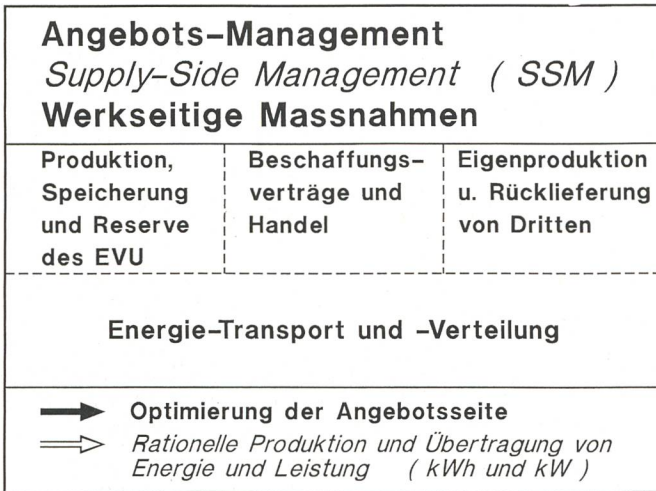 Angebots–Management
Supply–Side Management ( SSM )
Werkseitige Massnahmen
Produktion,
Speicherung
und Reserve
des EVU
Beschaffungs–
verträge und
Handel
Eigenproduktion
u. Rücklieferung
von Dritten
Energie–Transport und –Verteilung
Optimierung der Angebotsseite
Rationelle Produktion und Übertragung von
Energie und Leistung ( kWh und kW )